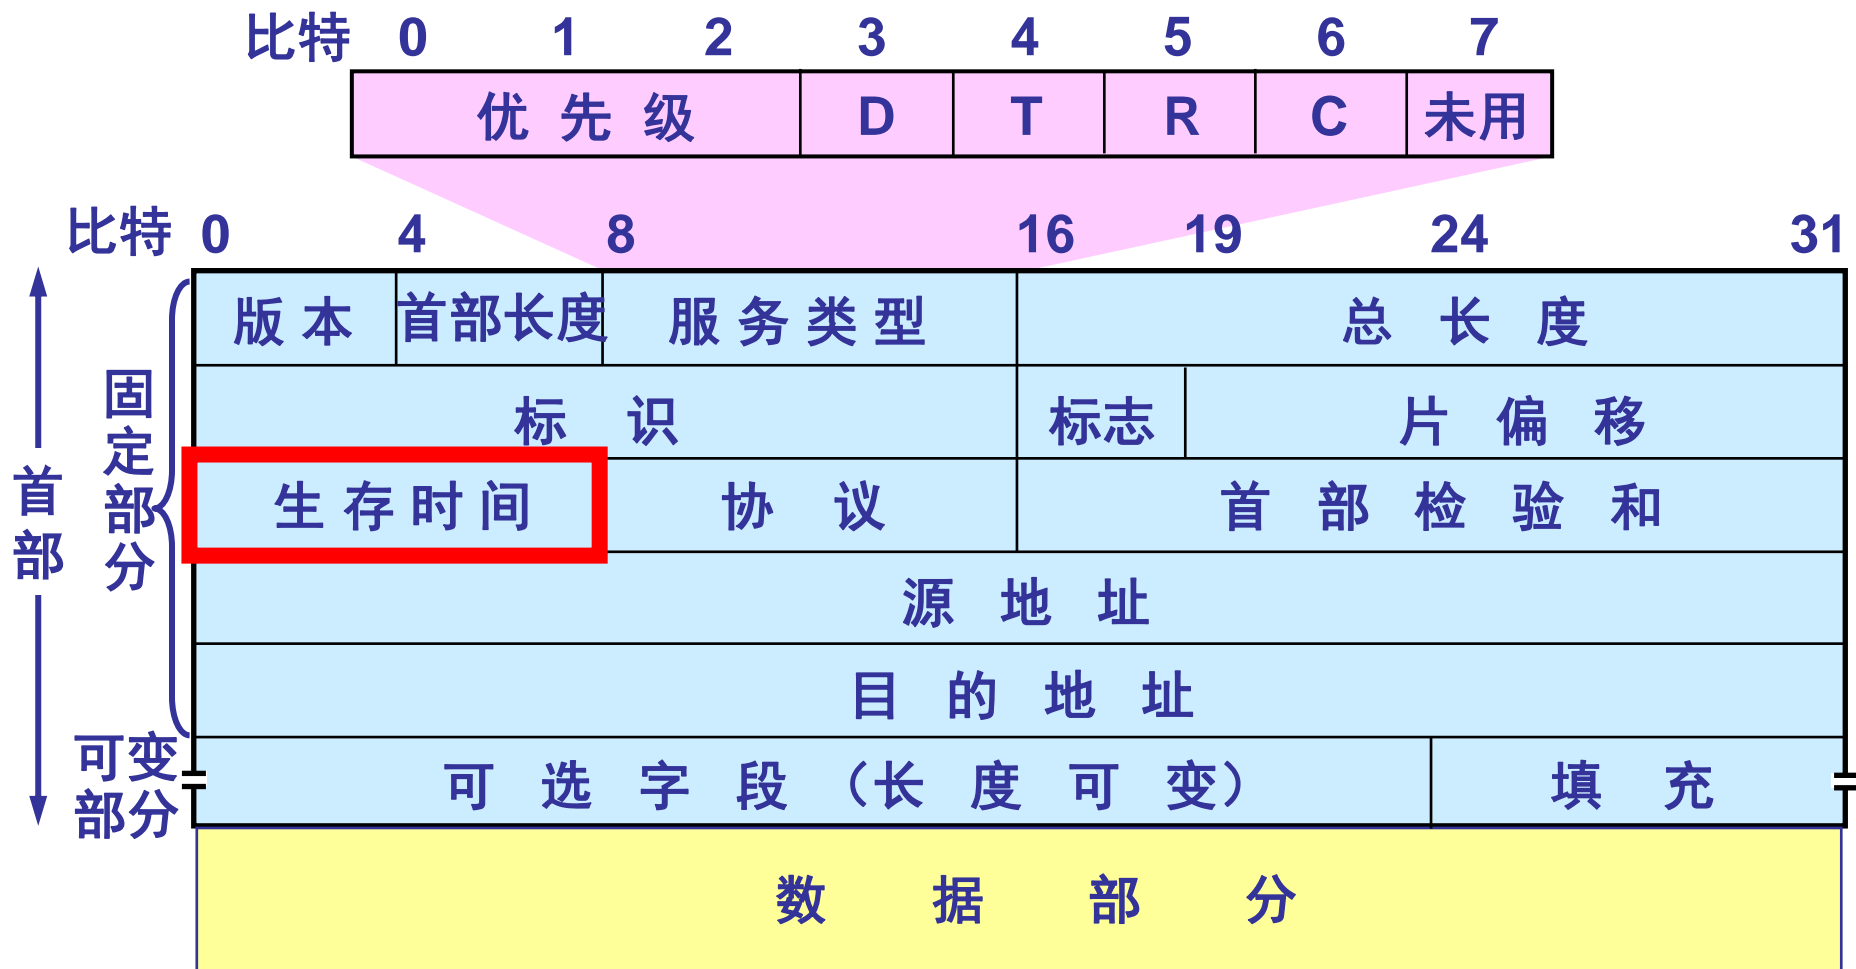 比特 0 1 2 3 4 5 6 7
优先级 D T R C 未用
比特 0 4 8 16 19 24 31
版本 首部长度 服务类型 总长度
标识 标志 片偏移
生存时间 协议 首部检验和
源地址
目的地址
可选字段（长度可变） 填充
数据部分
首部
固定部分
可变
部分